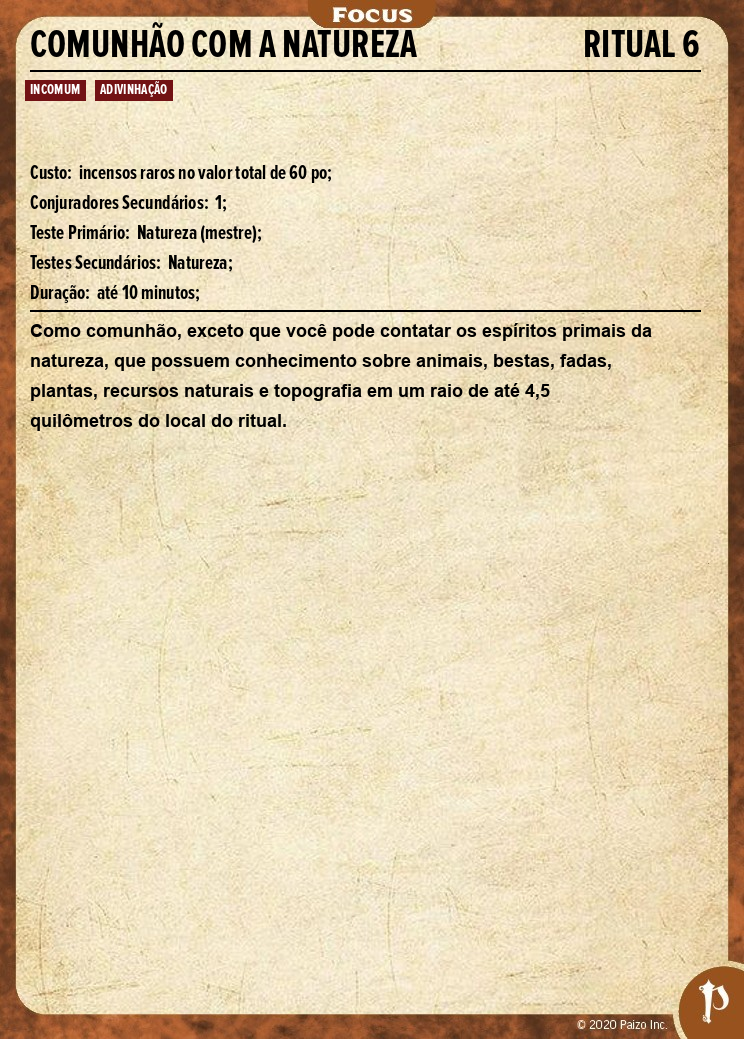 FOCUS
COMUNHÃO COM A NATUREZA RITUAL 6
INCOMUM ADIVINHAÇÃO
Custo: incensos raros no valor total de 60 po;
Conjuradores Secundários: 1;
Teste Primário: Natureza (mestre);
Testes Secundários: Natureza;
Duração: até 10 minutos;
Como comunhão, exceto que você pode contatar os espíritos primais da
natureza, que possuem conhecimento sobre animais, bestas, fadas,
plantas, recursos naturais e topografia em um raio de até 4,5
quilômetros do local do ritual.
© 2020 Paizo Inc.
P